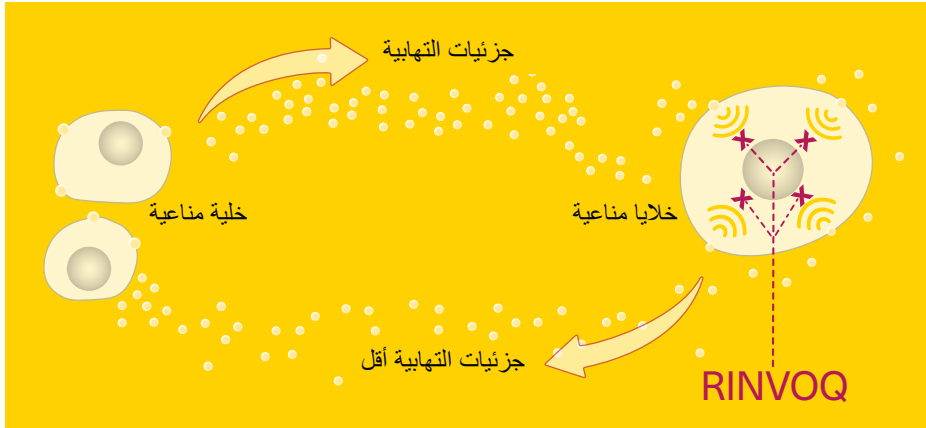 جزئيات التهابية
خلايا مناعية
خلية مناعية
جزئيات التهابية أقل
RINVOQ